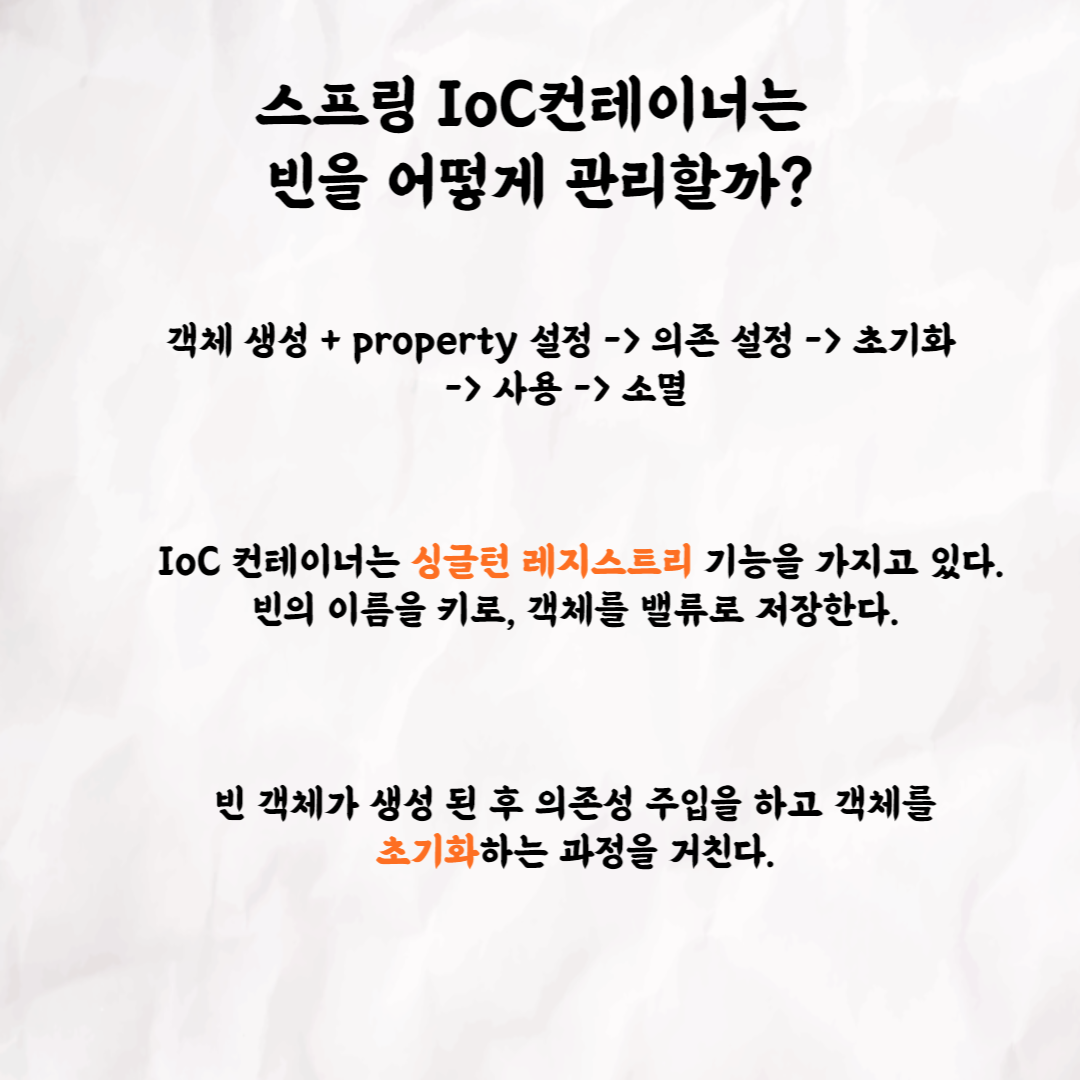 스프링 IoC컨테이너는
빈을 어떻게 관리할까?
객체 생성 + property 설정 -> 의존 설정 -> 초기화
-> 사용 -> 소멸
IoC 컨테이너는 싱글턴 레지스트리 기능을 가지고 있다.
빈의 이름을 키로, 객체를 밸류로 저장한다.
빈 객체가 생성 된 후 의존성 주입을 하고 객체를
초기화하는 과정을 거친다.